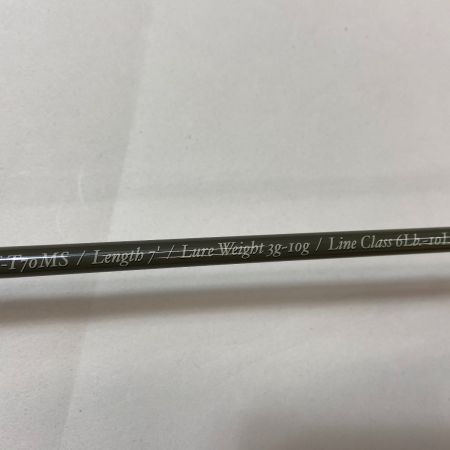 -T70MS / Length 7' / Lure Weight 3g-10g / Line Class 6Lb.-10L